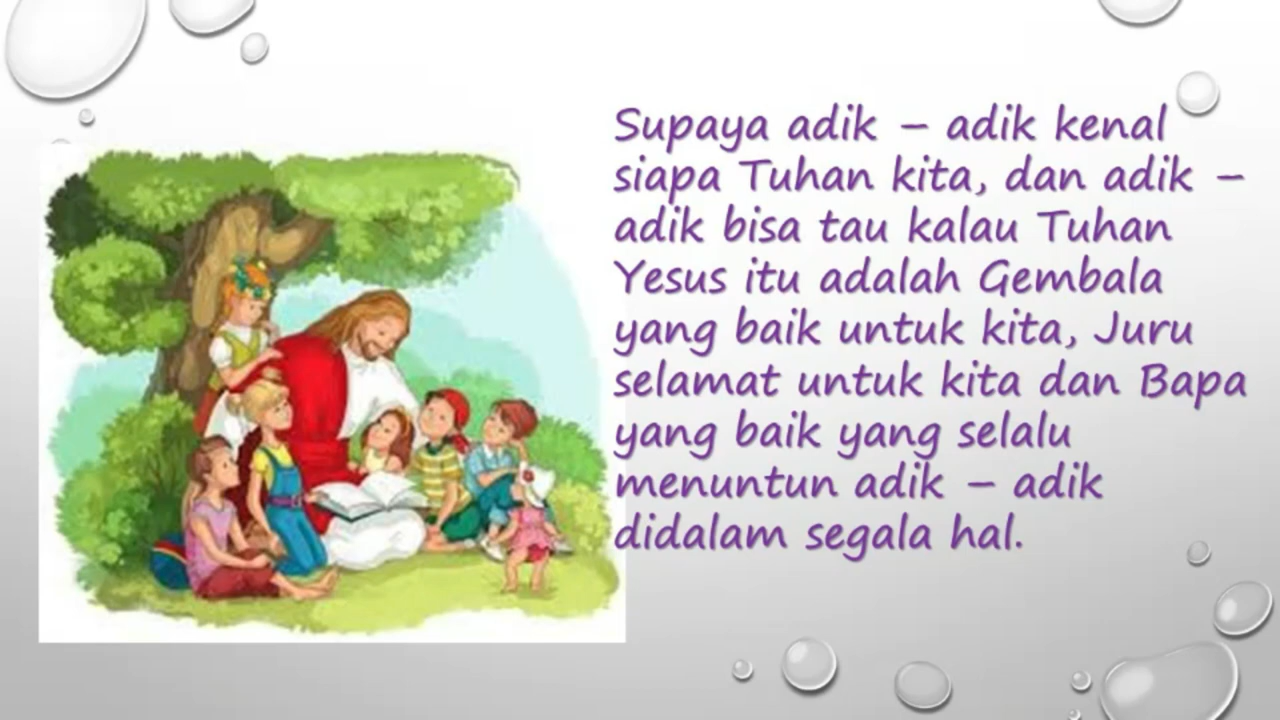 Supaya adik – adik kenal
siapa Tuhan kita, dan adik –
adik bisa tau kalau Tuhan
Yesus itu adalah Gembala
yang baik untuk kita, Juru
selamat untuk kita dan Bapa
yang baik yang selalu
menuntun adik – adik
didalam segala hal.